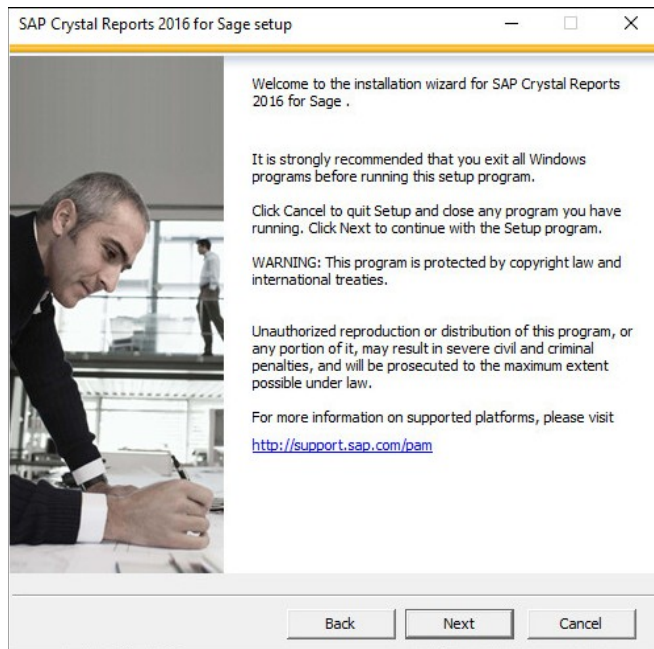 SAP Crystal Reports 2016 for Sage setup
Welcome to the installation wizard for SAP Crystal Reports
2016 for Sage .
It is strongly recommended that you exit all Windows
programs before running this setup program.
Click Cancel to quit Setup and close any program you have
running. Click Next to continue with the Setup program.
WARNING: This program is protected by copyright law and
international treaties.
Unauthorized reproduction or distribution of this program, or
any portion of it, may result in severe civil and criminal
penalties, and will be prosecuted to the maximum extent
possible under law.
For more information on supported platforms, please visit
http://support.sap.com/pam
Back Next Cancel